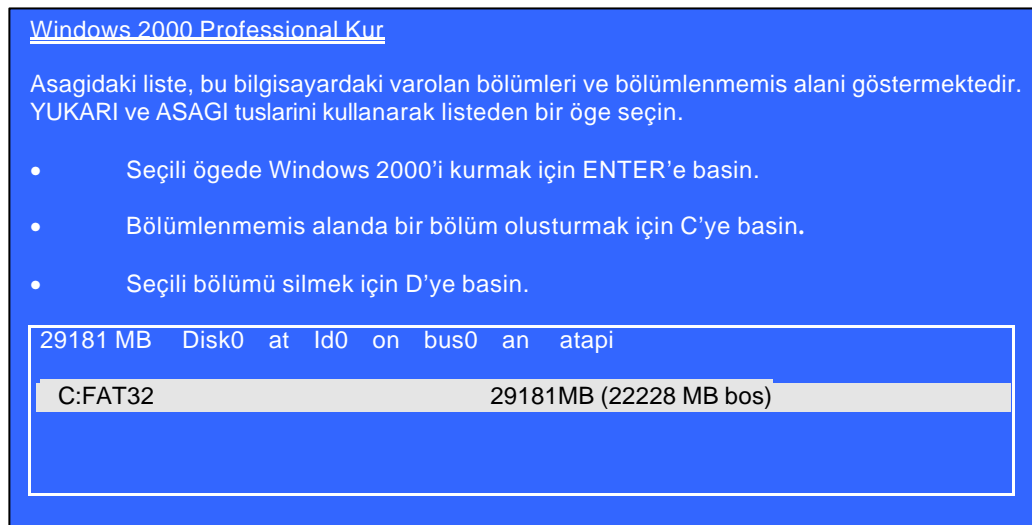 Windows 2000 Professional Kur
Asagidaki liste, bu bilgisayardaki varolan bölümleri ve bölümlenmemis alani göstermektedir.
YUKARI ve ASAGI tuslarini kullanarak listeden bir öge seçin.
• Seçili ögede Windows 2000’i kurmak için ENTER’e basin.
• Bölümlenmemis alanda bir bölüm olusturmak için C’ye basin.
• Seçili bölümü silmek için D’ye basin.
29181 MB Disk0 at Id0 on bus0 an atapi
C:FAT32 29181MB (22228 MB bos)